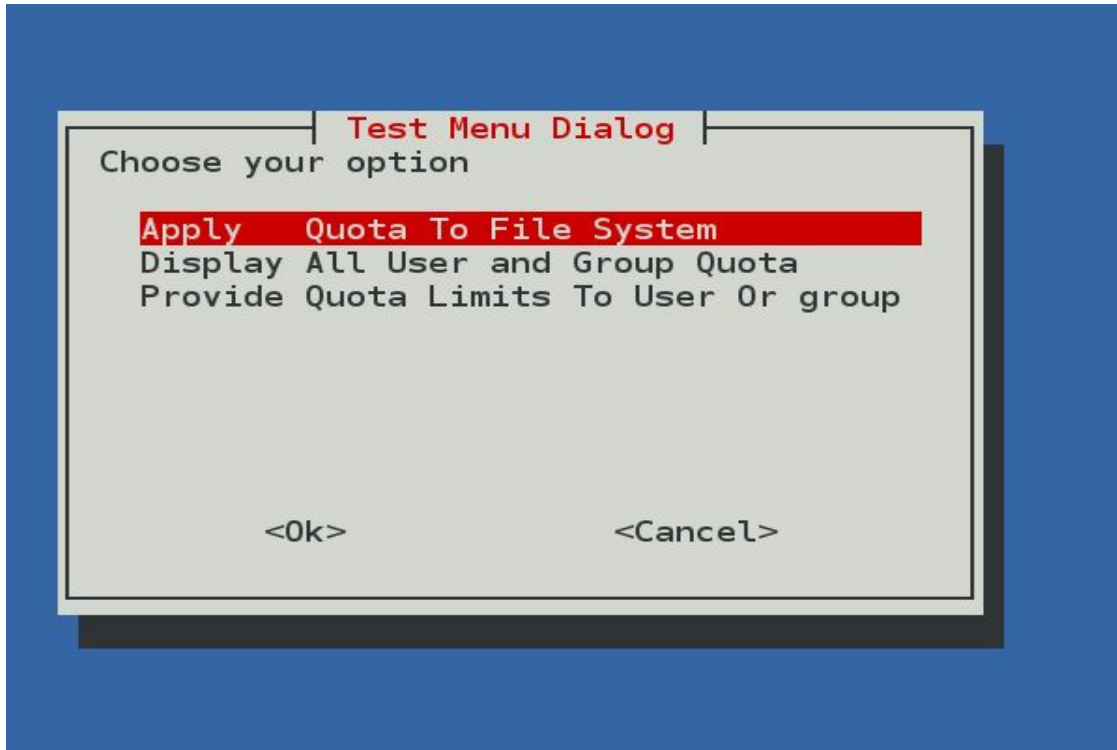 Test Menu Dialog
Choose your option
Apply   Quota To File System
Display All User and Group Quota
Provide Quota Limits To User Or group
<Ok>   <Cancel>